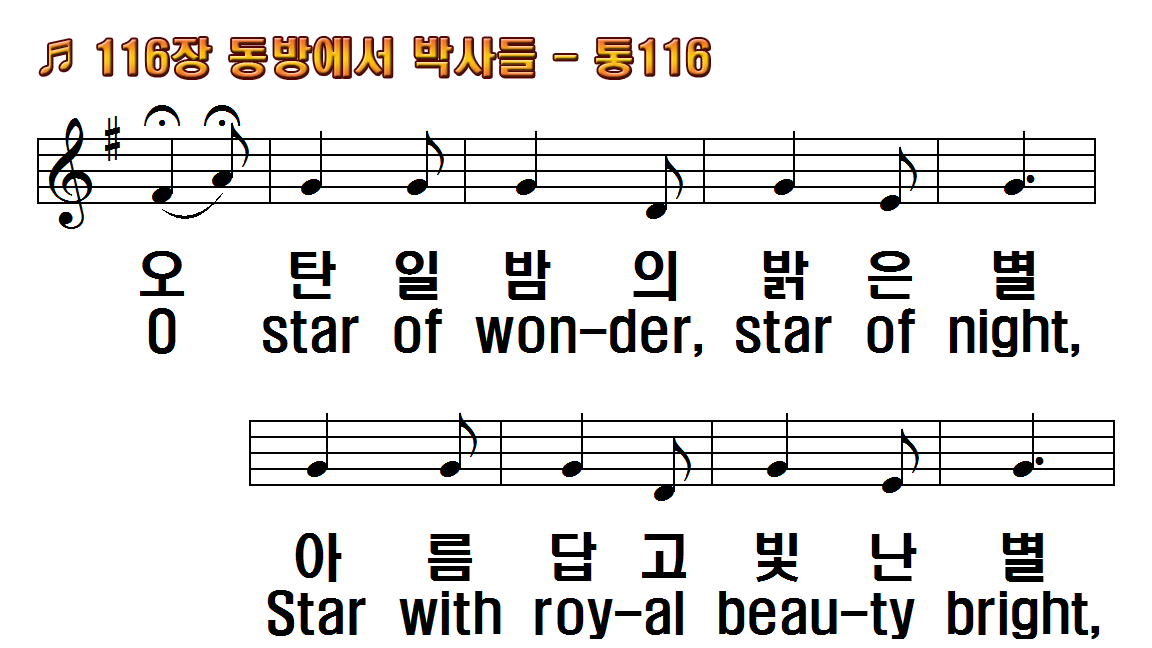 ♬ 116장 동방에서 박사들 - 통116
오 탄 일 밤 의 밝 은 별
O star of won-der, star of night,
아 름 답 고 빛 난 별
Star with roy-al beau-ty bright,